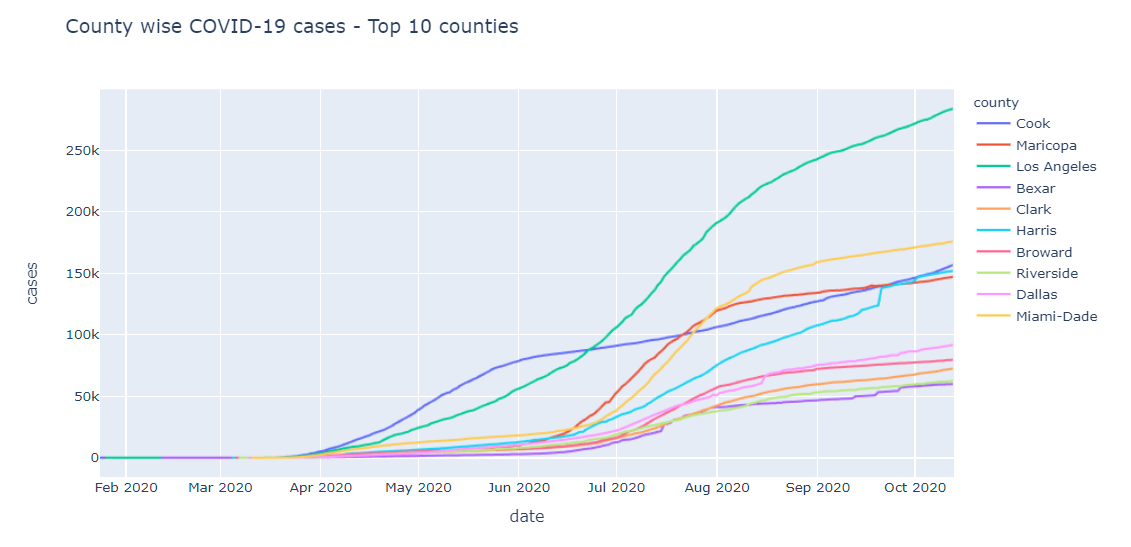 County wise COVID-19 cases - Top 10 counties
county
Cook
Maricopa
Los Angeles
Bexar
Clark
Harris
Broward
Riverside
Dallas
Miami-Dade
250k
200k
150k
100k
50k
0
cases
Feb 2020 Mar 2020 Apr 2020 May 2020 Jun 2020 Jul 2020 Aug 2020 Sep 2020 Oct 2020
date